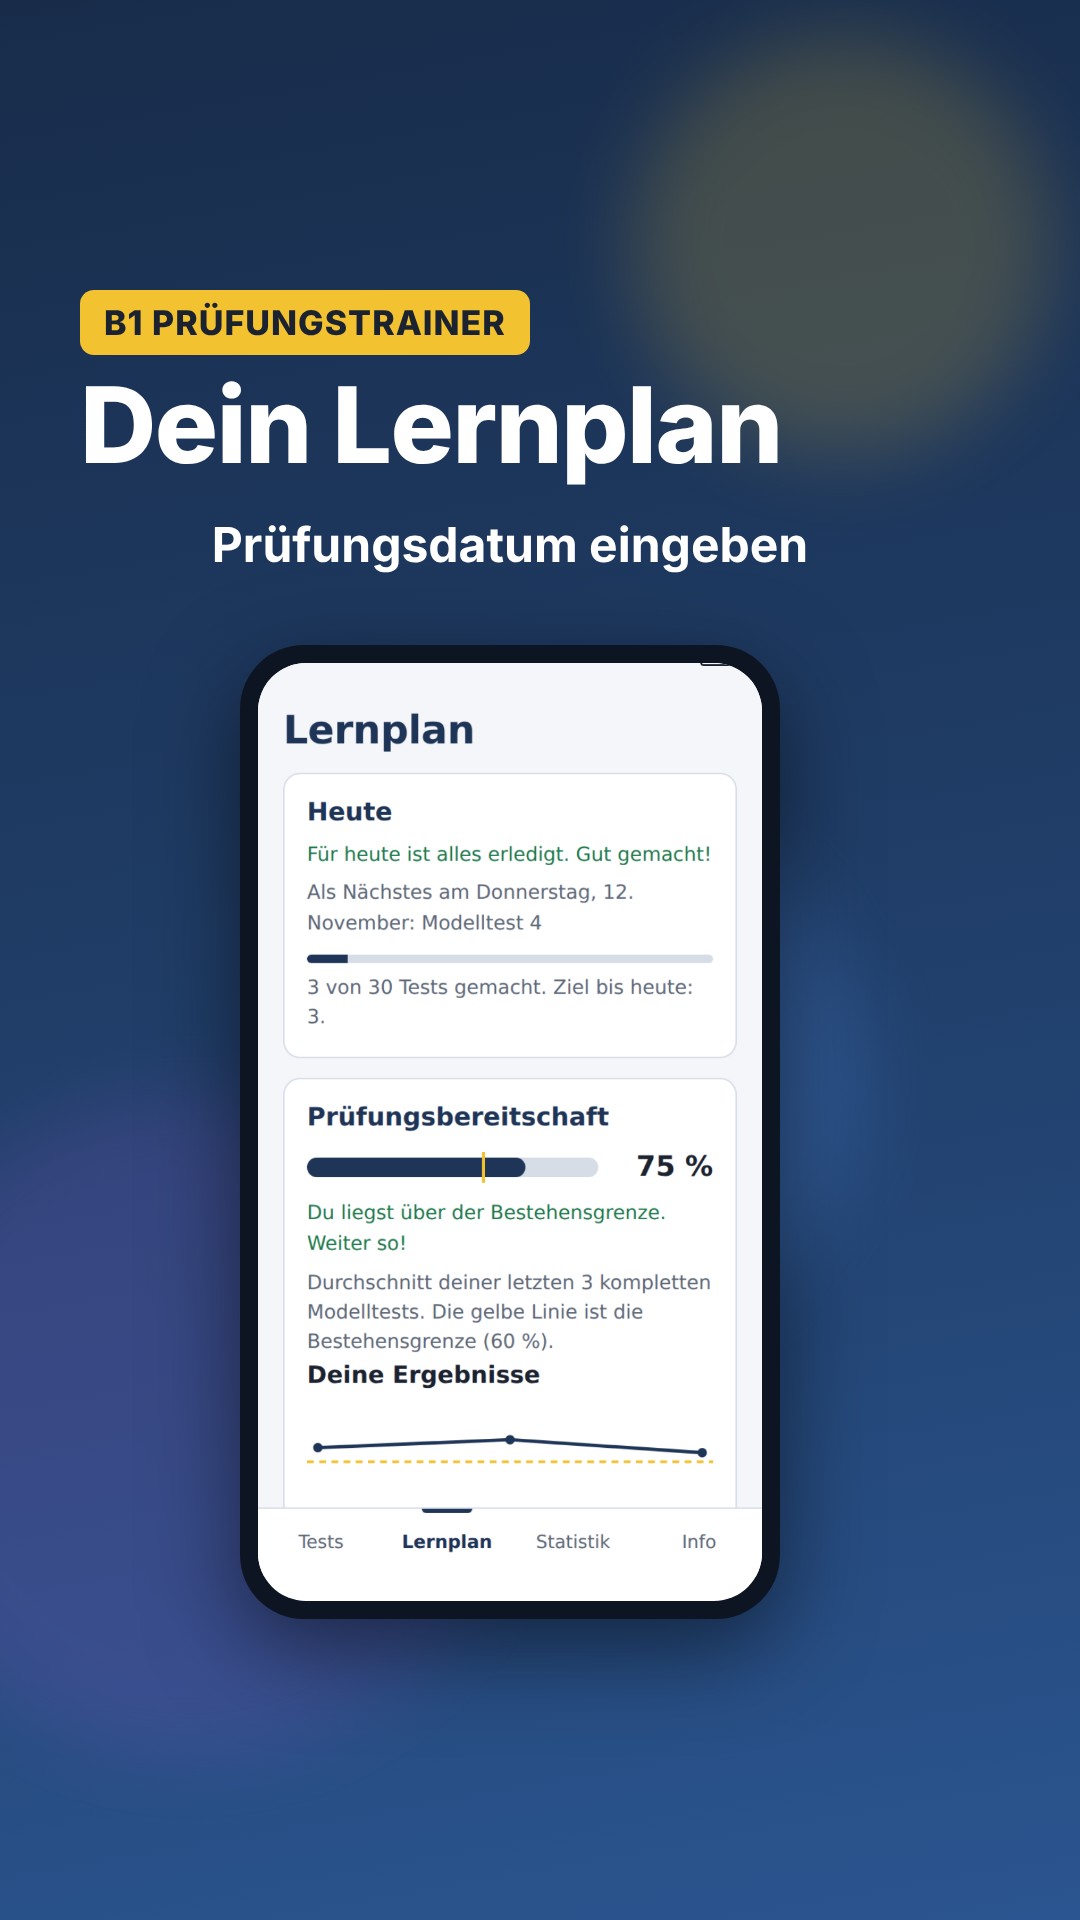 B1 PRÜFUNGSTRAINER
Dein Lernplan
Prüfungsdatum eingeben
Lernplan
Heute
Für heute ist alles erledigt. Gut gemacht!
Als Nächstes am Donnerstag, 12.
November: Modelltest 4
3 von 30 Tests gemacht. Ziel bis heute:
3.
Prüfungsbereitschaft
75 %
Du liegst über der Bestehensgrenze.
Weiter so!
Durchschnitt deiner letzten 3 kompletten
Modelltests. Die gelbe Linie ist die
Bestehensgrenze (60 %).
Deine Ergebnisse
Tests Lernplan Statistik Info